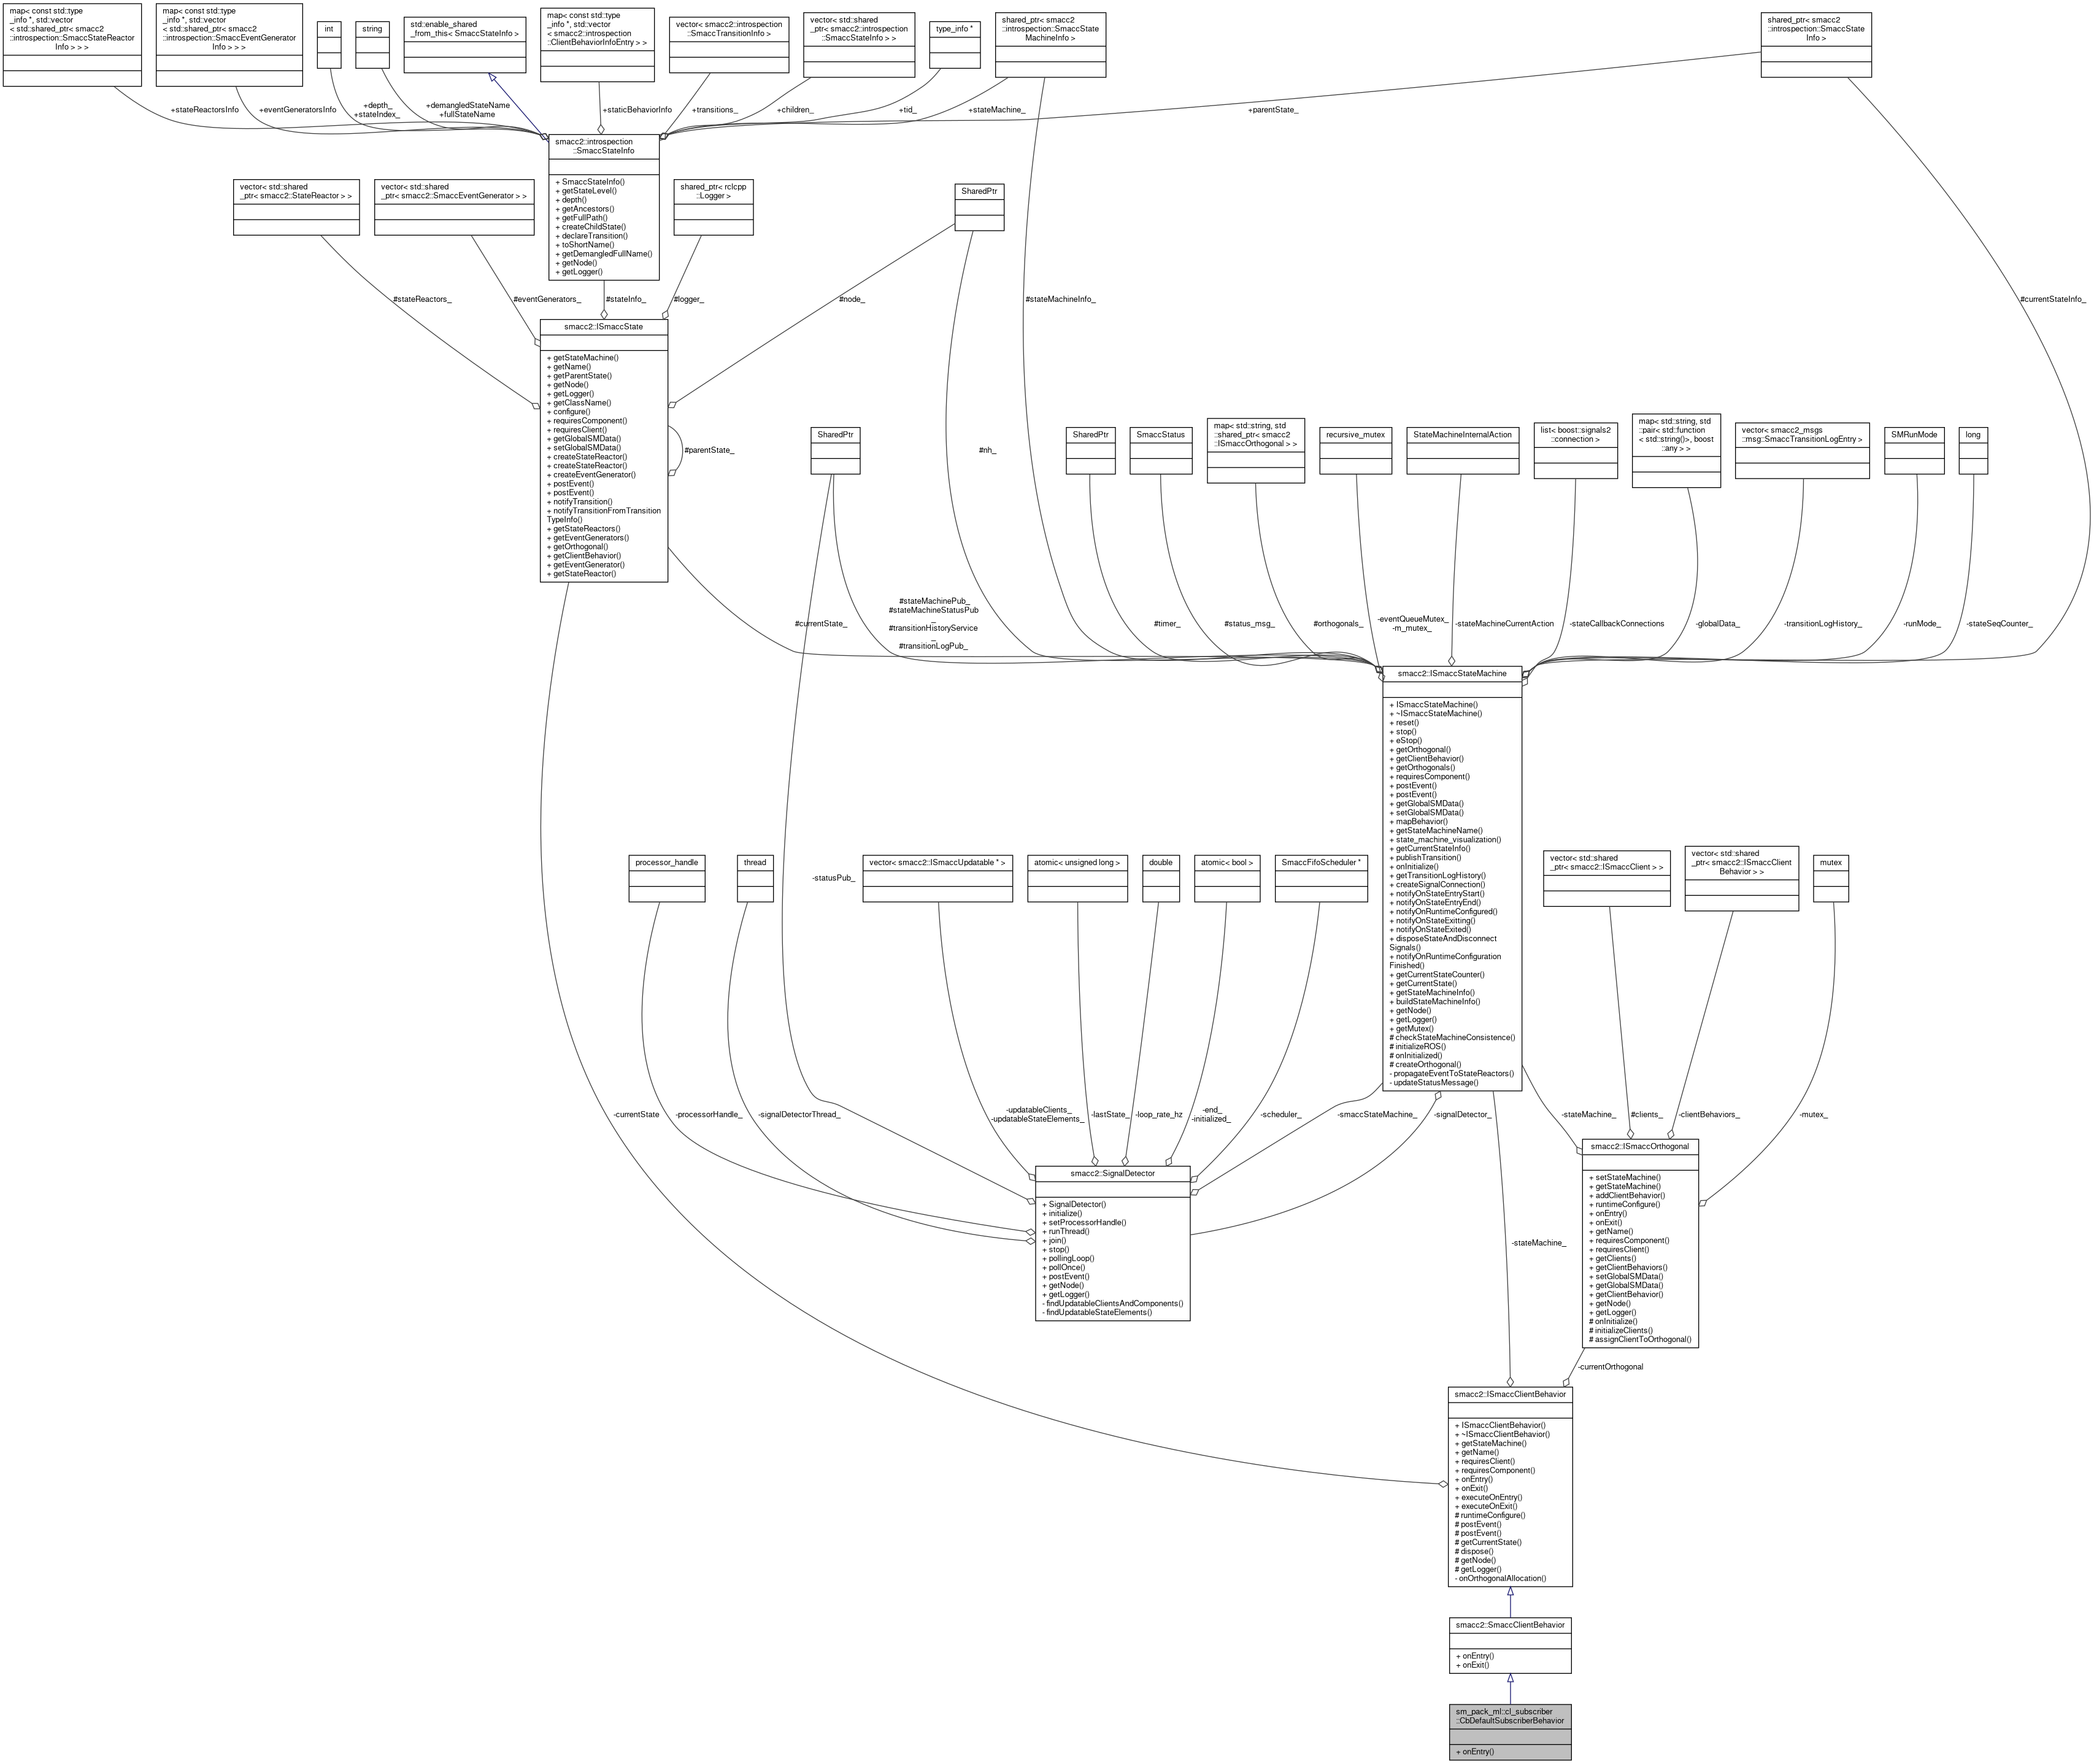 map< const std::type
_info *, std::vector
< std::shared_ptr< smacc2
::introspection::SmaccStateReactor
Info > > >
map< const std::type
_info *, std::vector
< std::shared_ptr< smacc2
::introspection::SmaccEventGenerator
Info > > >
int
string
std::enable_shared
_from_this< SmaccStateInfo >
map< const std::type
_info *, std::vector
< smacc2::introspection
::ClientBehaviorInfoEntry > >
vector< smacc2::introspection
::SmaccTransitionInfo >
vector< std::shared
_ptr< smacc2::introspection
::SmaccStateInfo > >
type_info *
shared_ptr< smacc2
::introspection::SmaccState
MachineInfo >
shared_ptr< smacc2
::introspection::SmaccState
Info >
+stateReactorsInfo
+eventGeneratorsInfo
+depth_
+stateIndex_
+demangledStateName
+fullStateName
+staticBehaviorInfo
+transitions_
+children_
+tid_
+stateMachine_
+parentState_
smacc2::introspection
::SmaccStateInfo
+ SmaccStateInfo()
+ getStateLevel()
+ depth()
+ getAncestors()
+ getFullPath()
+ createChildState()
+ declareTransition()
+ toShortName()
+ getDemangledFullName()
+ getNode()
+ getLogger()
vector< std::shared
_ptr< smacc2::StateReactor > >
vector< std::shared
_ptr< smacc2::SmaccEventGenerator > >
shared_ptr< rclcpp
::Logger >
SharedPtr
#stateReactors_
#eventGenerators_
#stateInfo_
#logger_
#node_
#stateMachineInfo_
#currentStateInfo_
smacc2::ISmaccState
+ getStateMachine()
+ getName()
+ getParentState()
+ getNode()
+ getLogger()
+ getClassName()
+ configure()
+ requiresComponent()
+ requiresClient()
+ getGlobalSMData()
+ setGlobalSMData()
+ createStateReactor()
+ createStateReactor()
+ createEventGenerator()
+ postEvent()
+ postEvent()
+ notifyTransition()
+ notifyTransitionFromTransition
TypeInfo()
+ getStateReactors()
+ getEventGenerators()
+ getOrthogonal()
+ getClientBehavior()
+ getEventGenerator()
+ getStateReactor()
#parentState_
#nh_
SharedPtr
SharedPtr
SmaccStatus
map< std::string, std
::shared_ptr< smacc2
::ISmaccOrthogonal > >
recursive_mutex
StateMachineInternalAction
list< boost::signals2
::connection >
map< std::string, std
::pair< std::function
< std::string()>, boost
::any > >
vector< smacc2_msgs
::msg::SmaccTransitionLogEntry >
SMRunMode
long
#currentState_
#stateMachinePub_
#stateMachineStatusPub
_
#transitionHistoryService
_
#transitionLogPub_
#timer_
#status_msg_
#orthogonals_
-eventQueueMutex_
-m_mutex_
-stateMachineCurrentAction
-stateCallbackConnections
-globalData_
-transitionLogHistory_
-runMode_
-stateSeqCounter_
smacc2::ISmaccStateMachine
+ ISmaccStateMachine()
+ ~ISmaccStateMachine()
+ reset()
+ stop()
+ eStop()
+ getOrthogonal()
+ getClientBehavior()
+ getOrthogonals()
+ requiresComponent()
+ postEvent()
+ postEvent()
+ getGlobalSMData()
+ setGlobalSMData()
+ mapBehavior()
+ getStateMachineName()
+ state_machine_visualization()
+ getCurrentStateInfo()
+ publishTransition()
+ onInitialize()
+ getTransitionLogHistory()
+ createSignalConnection()
+ notifyOnStateEntryStart()
+ notifyOnStateEntryEnd()
+ notifyOnRuntimeConfigured()
+ notifyOnStateExitting()
+ notifyOnStateExited()
+ disposeStateAndDisconnect
Signals()
+ notifyOnRuntimeConfiguration
Finished()
+ getCurrentStateCounter()
+ getCurrentState()
+ getStateMachineInfo()
+ buildStateMachineInfo()
+ getNode()
+ getLogger()
+ getMutex()
# checkStateMachineConsistence()
# initializeROS()
# onInitialized()
# createOrthogonal()
- propagateEventToStateReactors()
- updateStatusMessage()
processor_handle
thread
-statusPub_
vector< smacc2::ISmaccUpdatable * >
atomic< unsigned long >
double
atomic< bool >
SmaccFifoScheduler *
vector< std::shared
_ptr< smacc2::ISmaccClient > >
vector< std::shared
_ptr< smacc2::ISmaccClient
Behavior > >
mutex
-currentState
-processorHandle_
-signalDetectorThread_
-updatableClients_
-updatableStateElements_
-lastState_
-loop_rate_hz
-end_
-initialized_
-scheduler_
-smaccStateMachine_
-signalDetector_
-stateMachine_
#clients_
-clientBehaviors_
-mutex_
smacc2::SignalDetector
+ SignalDetector()
+ initialize()
+ setProcessorHandle()
+ runThread()
+ join()
+ stop()
+ pollingLoop()
+ pollOnce()
+ postEvent()
+ getNode()
+ getLogger()
- findUpdatableClientsAndComponents()
- findUpdatableStateElements()
smacc2::ISmaccOrthogonal
+ setStateMachine()
+ getStateMachine()
+ addClientBehavior()
+ runtimeConfigure()
+ onEntry()
+ onExit()
+ getName()
+ requiresComponent()
+ requiresClient()
+ getClients()
+ getClientBehaviors()
+ setGlobalSMData()
+ getGlobalSMData()
+ getClientBehavior()
+ getNode()
+ getLogger()
# onInitialize()
# initializeClients()
# assignClientToOrthogonal()
-stateMachine_
-currentOrthogonal
smacc2::ISmaccClientBehavior
+ ISmaccClientBehavior()
+ ~ISmaccClientBehavior()
+ getStateMachine()
+ getName()
+ requiresClient()
+ requiresComponent()
+ onEntry()
+ onExit()
+ executeOnEntry()
+ executeOnExit()
# runtimeConfigure()
# postEvent()
# postEvent()
# getCurrentState()
# dispose()
# getNode()
# getLogger()
- onOrthogonalAllocation()
smacc2::SmaccClientBehavior
+ onEntry()
+ onExit()
sm_pack_ml::cl_subscriber
::CbDefaultSubscriberBehavior
+ onEntry()